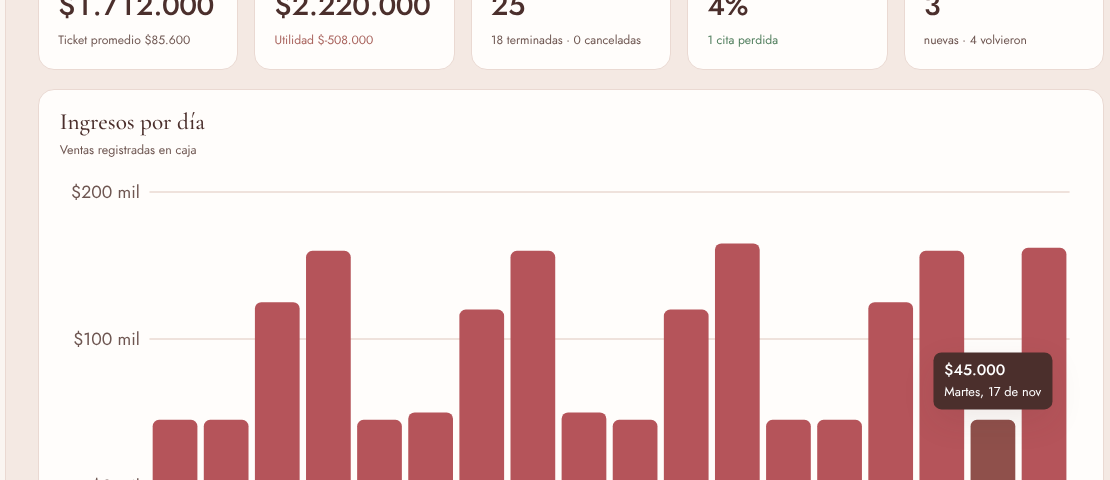 $1.712.000
$2.220.000
25
4%
3
Ticket promedio $85.600
Utilidad $-508.000
18 terminadas · 0 canceladas
1 cita perdida
nuevas · 4 volvieron
Ingresos por día
Ventas registradas en caja
$200 mil
$100 mil
$45.000
Martes, 17 de nov